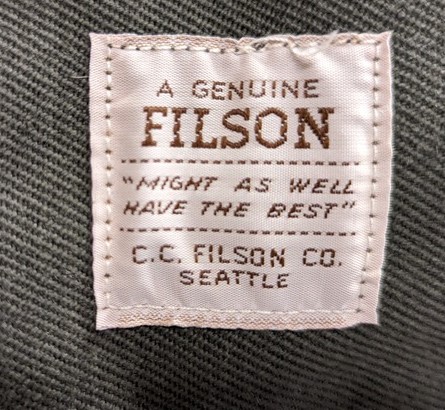 A GENUINE
FILSON
"MIGHT AS WELL
HAVE THE BEST"
C.C. FILSON CO.
SEATTLE